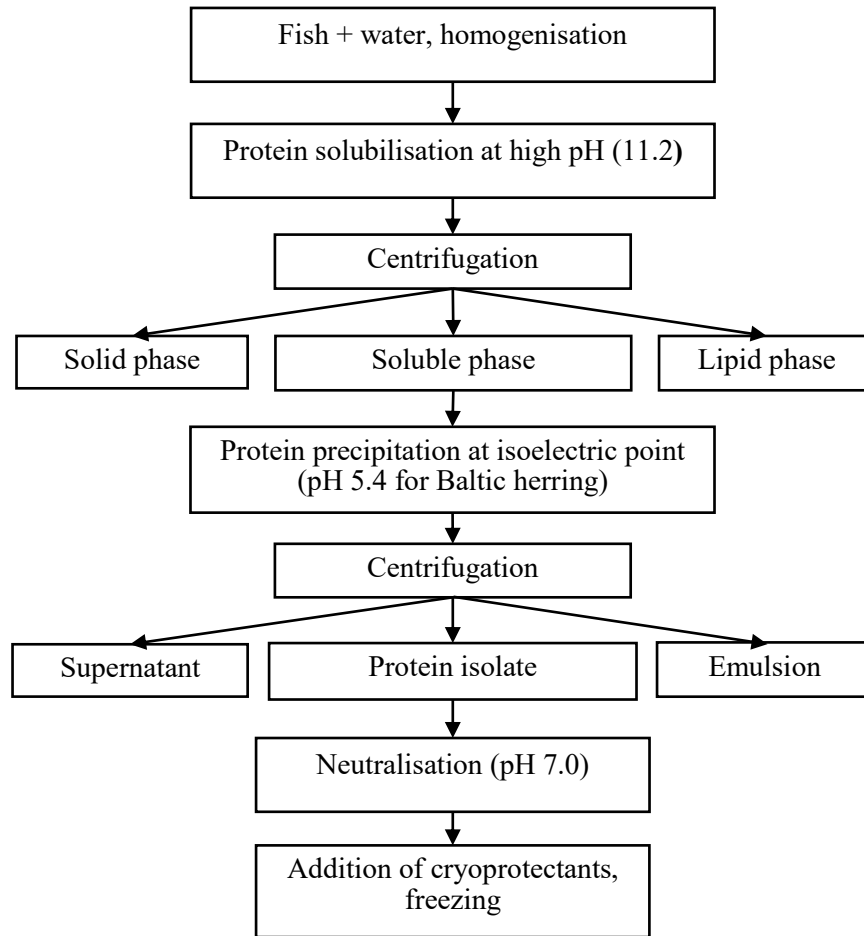 Fish + water, homogenisation
Protein solubilisation at high pH (11.2)
Centrifugation
Solid phase
Soluble phase
Lipid phase
Protein precipitation at isoelectric point
(pH 5.4 for Baltic herring)
Centrifugation
Supernatant
Protein isolate
Emulsion
Neutralisation (pH 7.0)
Addition of cryoprotectants,
freezing